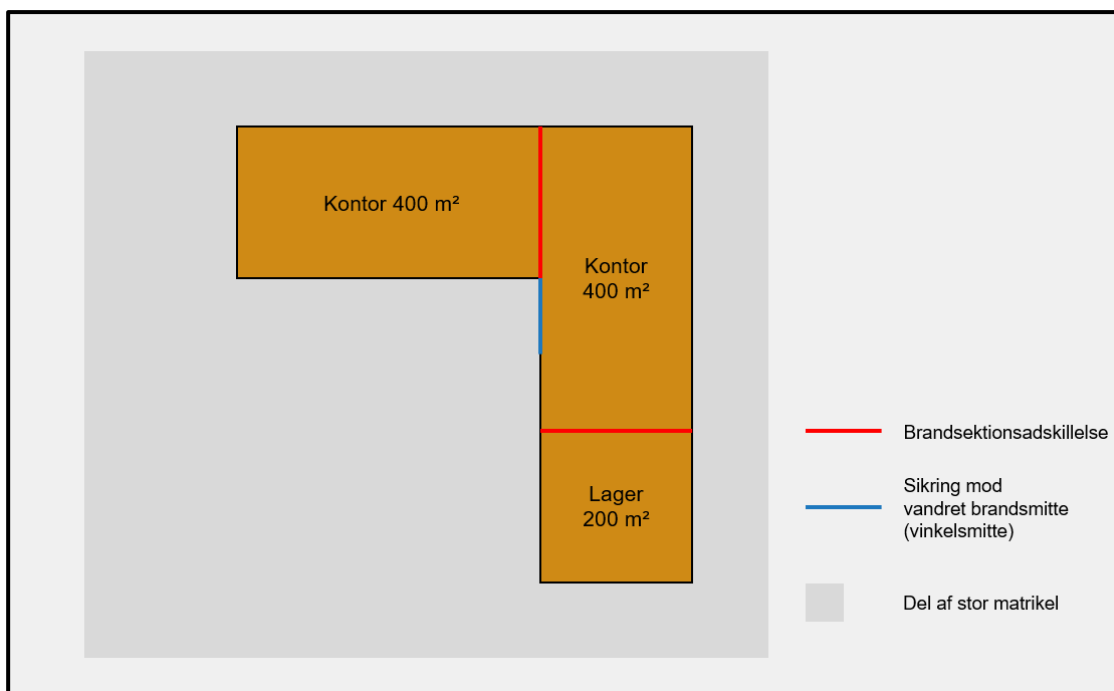 Kontor 400 m²
Kontor
400 m²
Lager
200 m²
Brandsektionsadskillelse
Sikring mod
vandret brandsmitte
(vinkelsmitte)
Del af stor matrikel